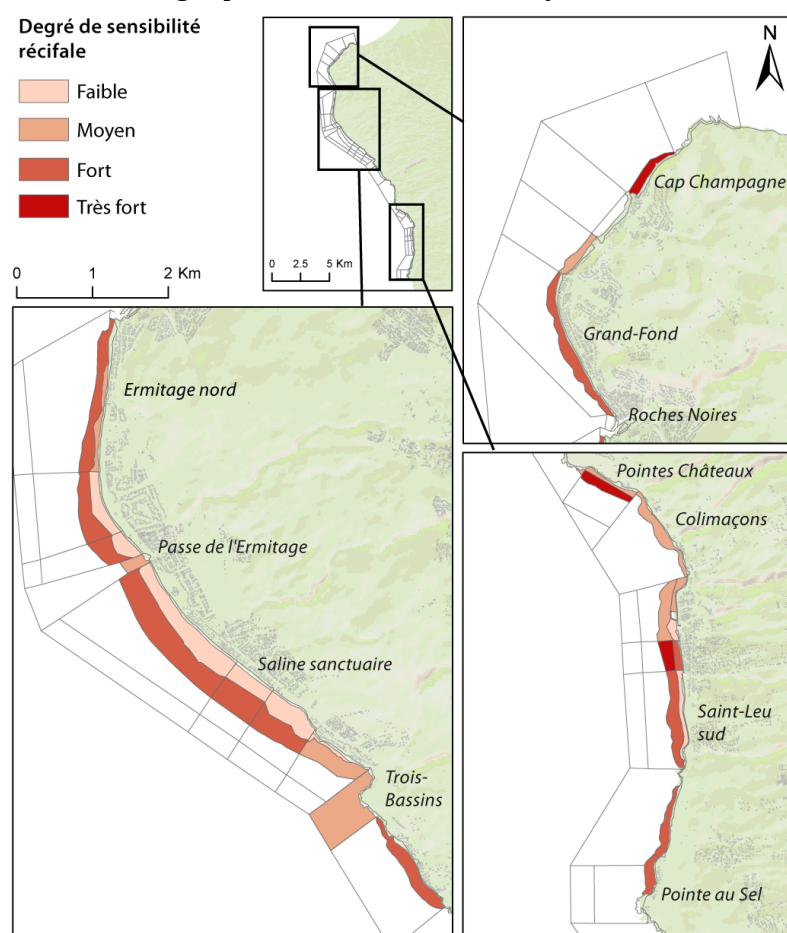 Degré de sensibilité
récifale
Faible
Moyen
Fort
Très fort
0 1 2 Km
0 2.5 5 Km
N
Cap Champagne
Grand-Fond
Roches Noires
Ermitage nord
Passe de l'Ermitage
Saline sanctuaire
Trois-
Bassins
Pointes Châteaux
Colimaçons
Saint-Leu
sud
Pointe au Sel